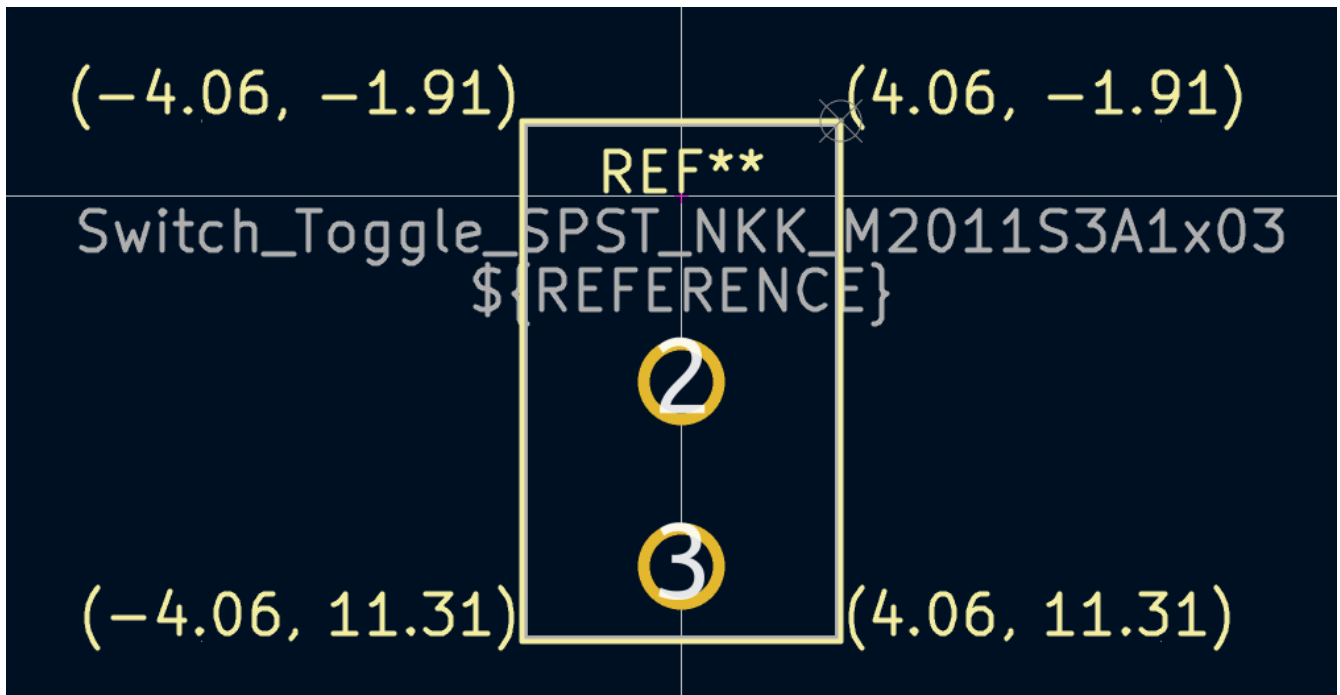 (-4.06, -1.91) (4.06, -1.91)
REF**
Switch_Toggle_SPST_NKK_M2011S3A1x03
${REFERENCE}
2
3
(-4.06, 11.31) (4.06, 11.31)